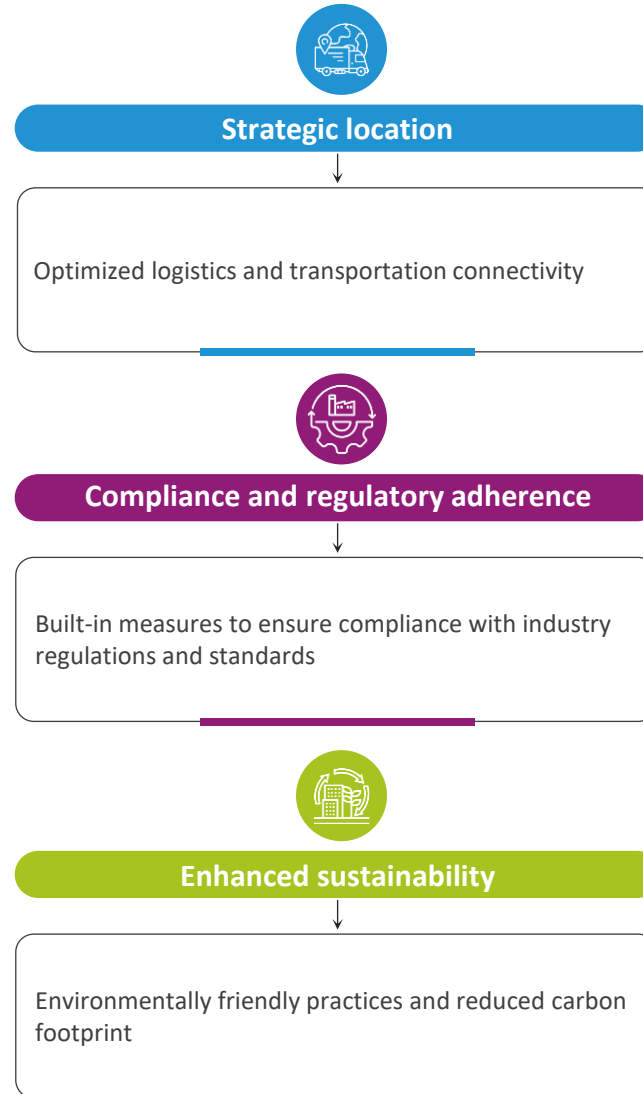 Strategic location
Optimized logistics and transportation connectivity
Compliance and regulatory adherence
Built-in measures to ensure compliance with industry
regulations and standards
Enhanced sustainability
Environmentally friendly practices and reduced carbon
footprint